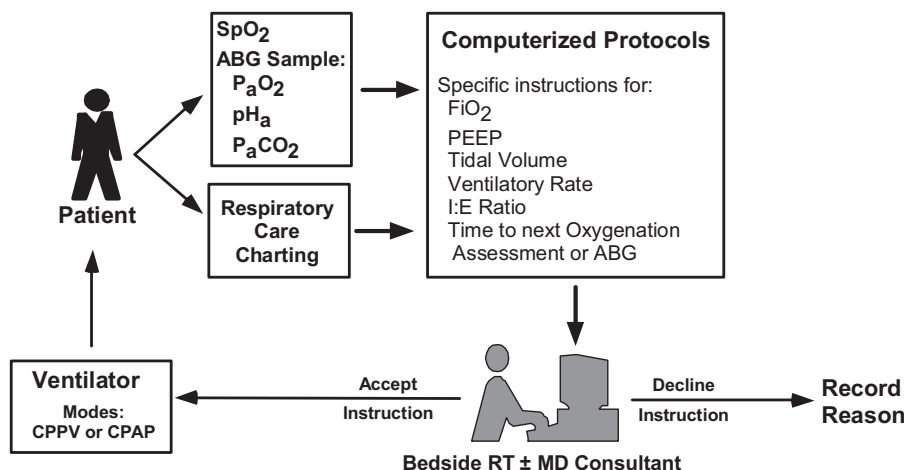 SpO2
ABG Sample:
PaO2
pHa
PaCO2
Patient
Respiratory
Care
Charting
Computerized Protocols
Specific instructions for:
FiO2
PEEP
Tidal Volume
Ventilatory Rate
I:E Ratio
Time to next Oxygenation
Assessment or ABG
Ventilator
Modes:
CPPV or CPAP
Accept
Instruction
Decline
Instruction
Record
Reason
Bedside RT ± MD Consultant